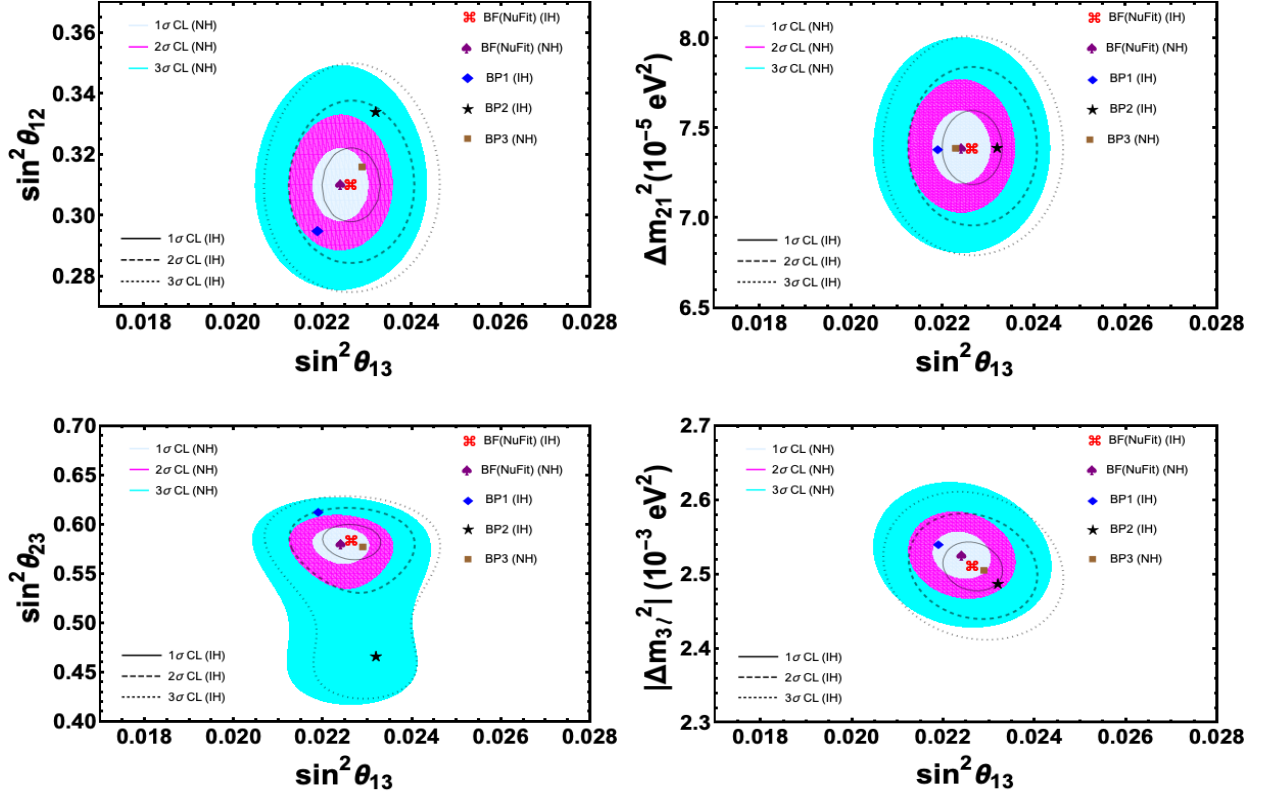 1σ CL (NH)
2σ CL (NH)
3σ CL (NH)
BF(NuFit) (IH)
BF(NuFit) (NH)
BP1 (IH)
BP2 (IH)
BP3 (NH)
1σ CL (IH)
2σ CL (IH)
3σ CL (IH)
0.36
0.34
0.32
0.30
0.28
sin²θ₁₂
0.018 0.020 0.022 0.024 0.026 0.028
sin²θ₁₃
1σ CL (NH)
2σ CL (NH)
3σ CL (NH)
BF(NuFit) (IH)
BF(NuFit) (NH)
BP1 (IH)
BP2 (IH)
BP3 (NH)
1σ CL (IH)
2σ CL (IH)
3σ CL (IH)
8.0
7.5
7.0
6.5
Δm₂₁² (10⁻⁵ eV²)
0.018 0.020 0.022 0.024 0.026 0.028
sin²θ₁₃
1σ CL (NH)
2σ CL (NH)
3σ CL (NH)
BF(NuFit) (IH)
BF(NuFit) (NH)
BP1 (IH)
BP2 (IH)
BP3 (NH)
1σ CL (IH)
2σ CL (IH)
3σ CL (IH)
0.70
0.65
0.60
0.55
0.50
0.45
0.40
sin²θ₂₃
0.018 0.020 0.022 0.024 0.026 0.028
sin²θ₁₃
1σ CL (NH)
2σ CL (NH)
3σ CL (NH)
BF(NuFit) (IH)
BF(NuFit) (NH)
BP1 (IH)
BP2 (IH)
BP3 (NH)
1σ CL (IH)
2σ CL (IH)
3σ CL (IH)
2.7
2.6
2.5
2.4
2.3
|Δm₃ₗ²| (10⁻³ eV²)
0.018 0.020 0.022 0.024 0.026 0.028
sin²θ₁₃